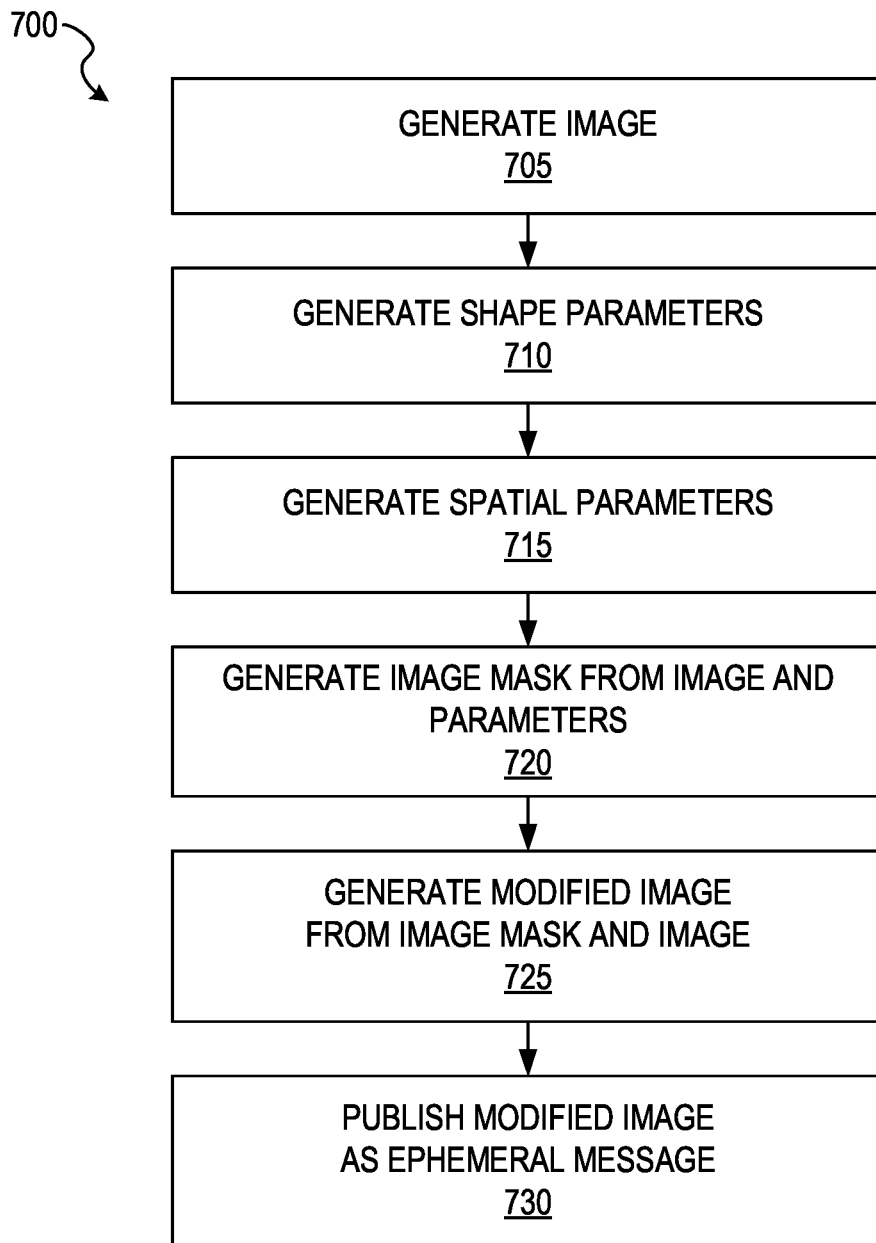 700
GENERATE IMAGE
705
GENERATE SHAPE PARAMETERS
710
GENERATE SPATIAL PARAMETERS
715
GENERATE IMAGE MASK FROM IMAGE AND
PARAMETERS
720
GENERATE MODIFIED IMAGE
FROM IMAGE MASK AND IMAGE
725
PUBLISH MODIFIED IMAGE
AS EPHEMERAL MESSAGE
730